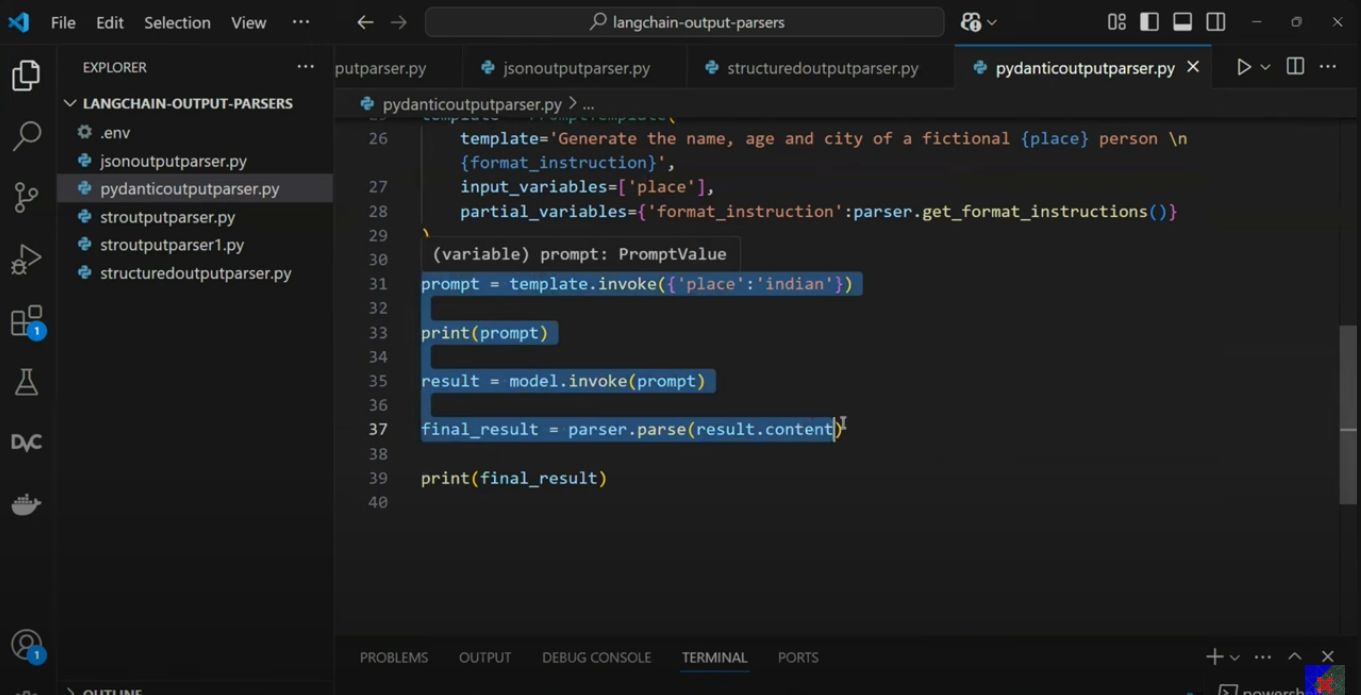 File Edit Selection View ··· langchain-output-parsers
EXPLORER ···
putparser.py jsonoutputparser.py structuredoutputparser.py pydanticoutputparser.py
LANGCHAIN-OUTPUT-PARSERS
.env
jsonoutputparser.py
pydanticoutputparser.py
stroutputparser.py
stroutputparser1.py
structuredoutputparser.py
pydanticoutputparser.py > ...
26 template='Generate the name, age and city of a fictional {place} person \n
{format_instruction}',
27 input_variables=['place'],
28 partial_variables={'format_instruction':parser.get_format_instructions()}
29 )
30 (variable) prompt: PromptValue
31 prompt = template.invoke({'place':'indian'})
32
33 print(prompt)
34
35 result = model.invoke(prompt)
36
37 final_result = parser.parse(result.content)
38
39 print(final_result)
40
1
DVC
1
PROBLEMS OUTPUT DEBUG CONSOLE TERMINAL PORTS
OUTLINE